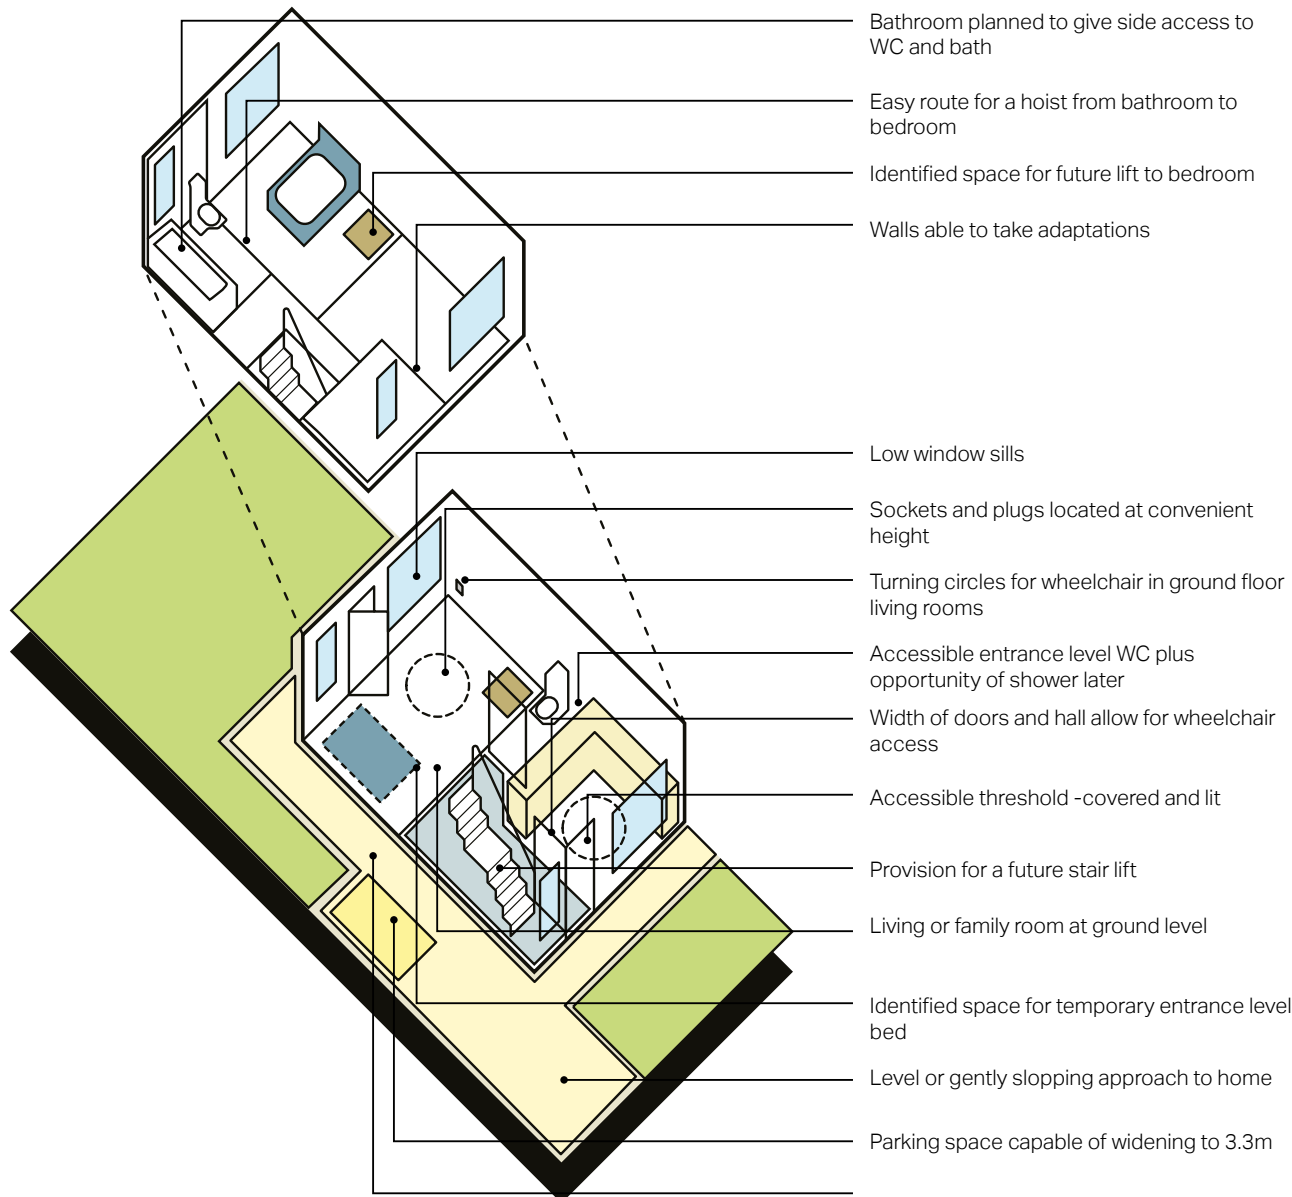 Bathroom planned to give side access to
WC and bath
Easy route for a hoist from bathroom to
bedroom
Identified space for future lift to bedroom
Walls able to take adaptations
Low window sills
Sockets and plugs located at convenient
height
Turning circles for wheelchair in ground floor
living rooms
Accessible entrance level WC plus
opportunity of shower later
Width of doors and hall allow for wheelchair
access
Accessible threshold -covered and lit
Provision for a future stair lift
Living or family room at ground level
Identified space for temporary entrance level
bed
Level or gently slopping approach to home
Parking space capable of widening to 3.3m